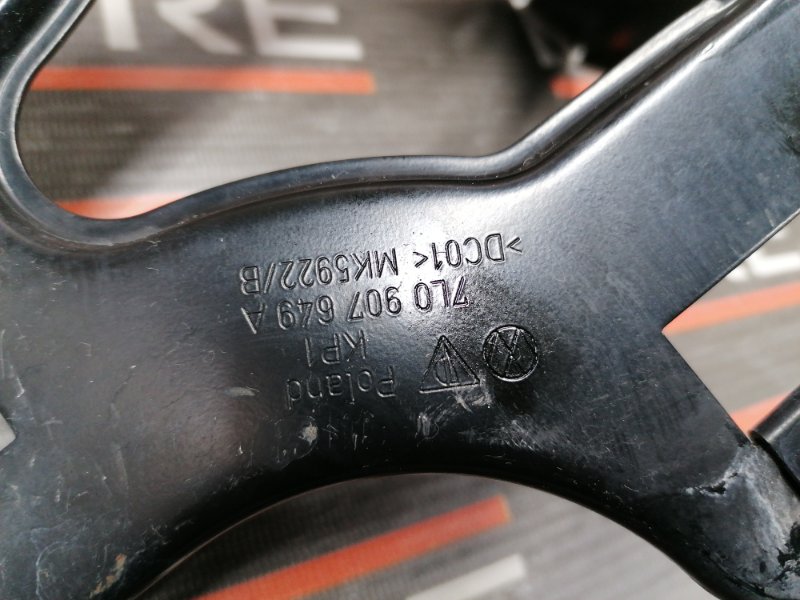 >DC01< MK5922/B
7L0 907 649 A
KP1
Poland